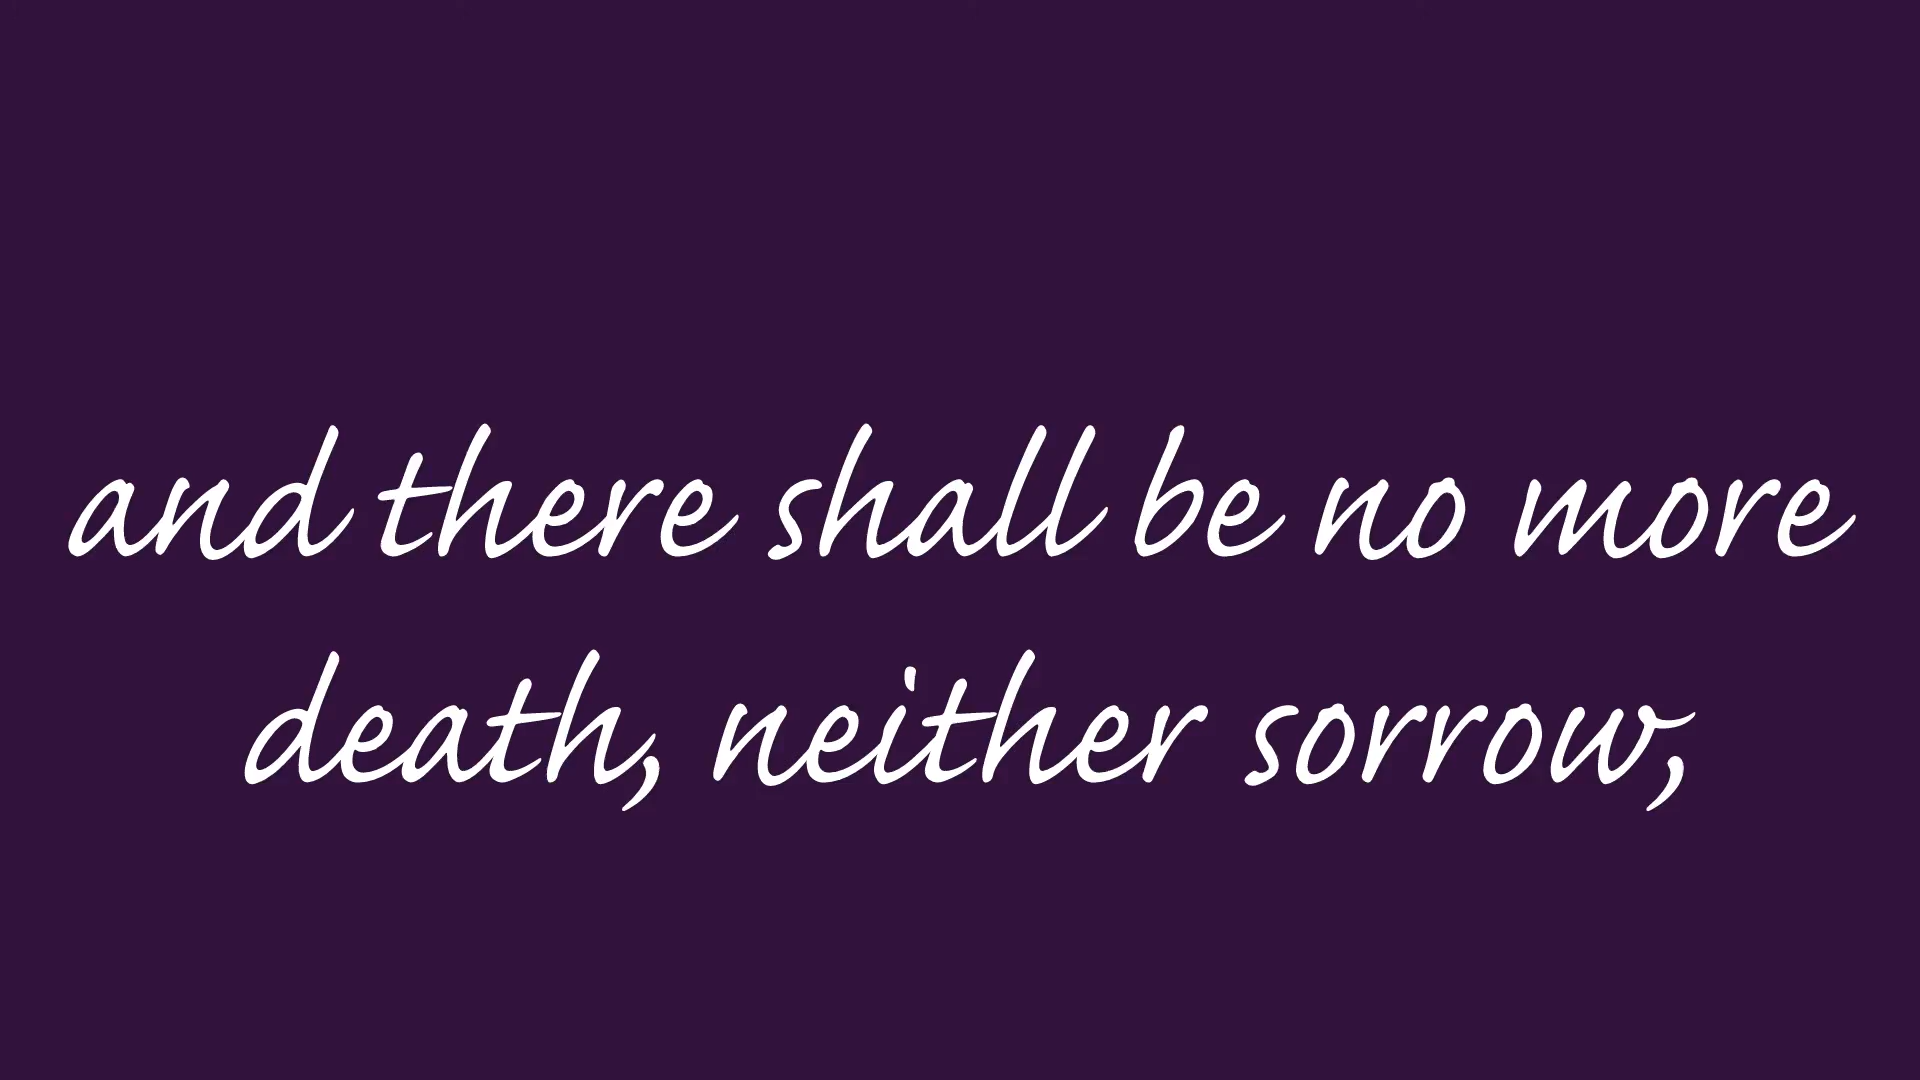 and there shall be no more
death, neither sorrow,